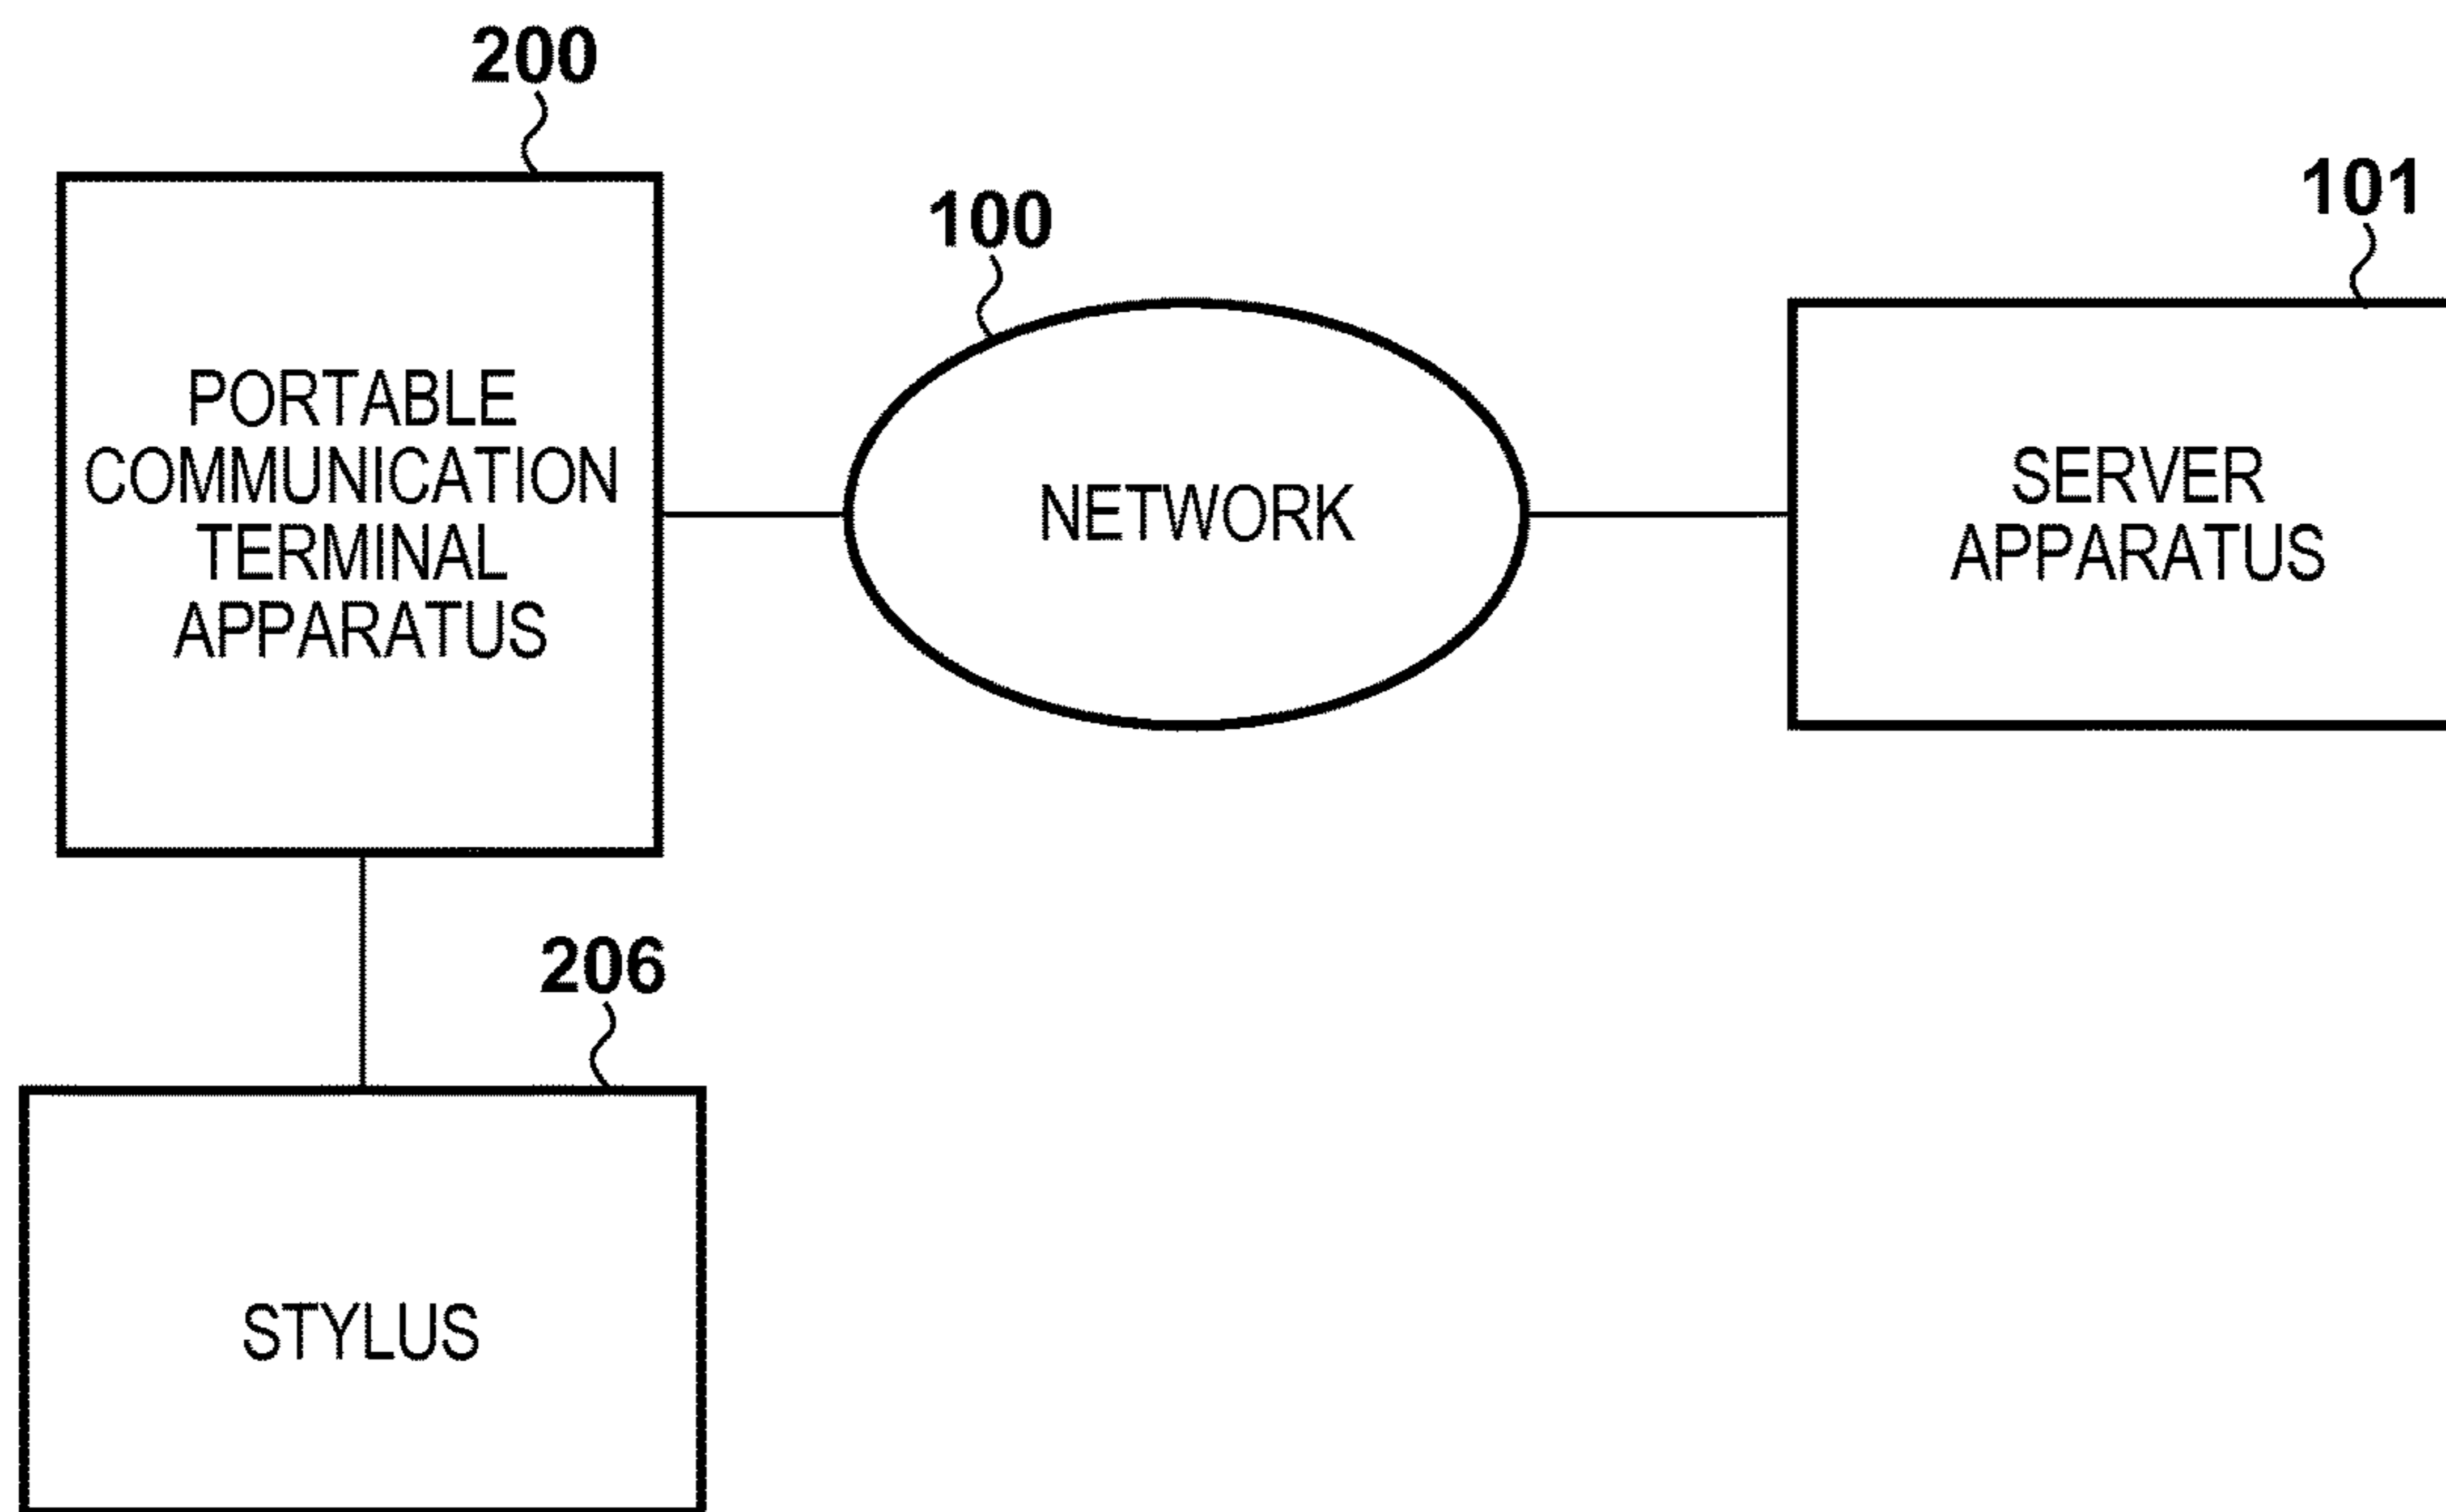 200
PORTABLE
COMMUNICATION
TERMINAL
APPARATUS
100
NETWORK
101
SERVER
APPARATUS
206
STYLUS